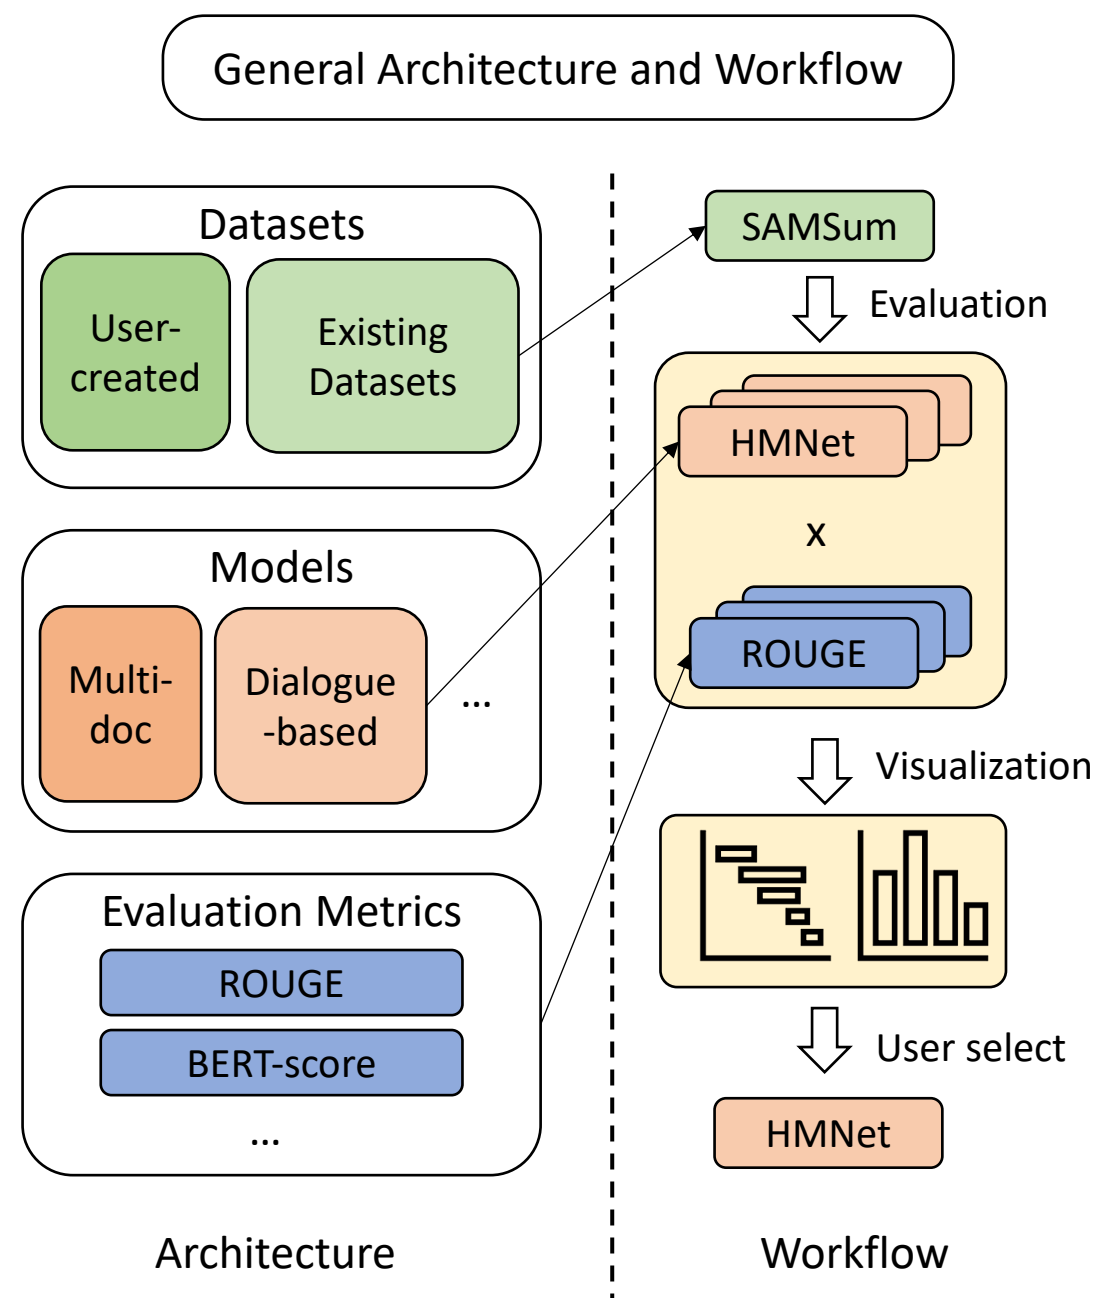 General Architecture and Workflow
Datasets
User-
created
Existing
Datasets
Models
Multi-
doc
Dialogue
-based
...
Evaluation Metrics
ROUGE
BERT-score
...
Architecture
SAMSum
Evaluation
HMNet
x
ROUGE
Visualization
User select
HMNet
Workflow